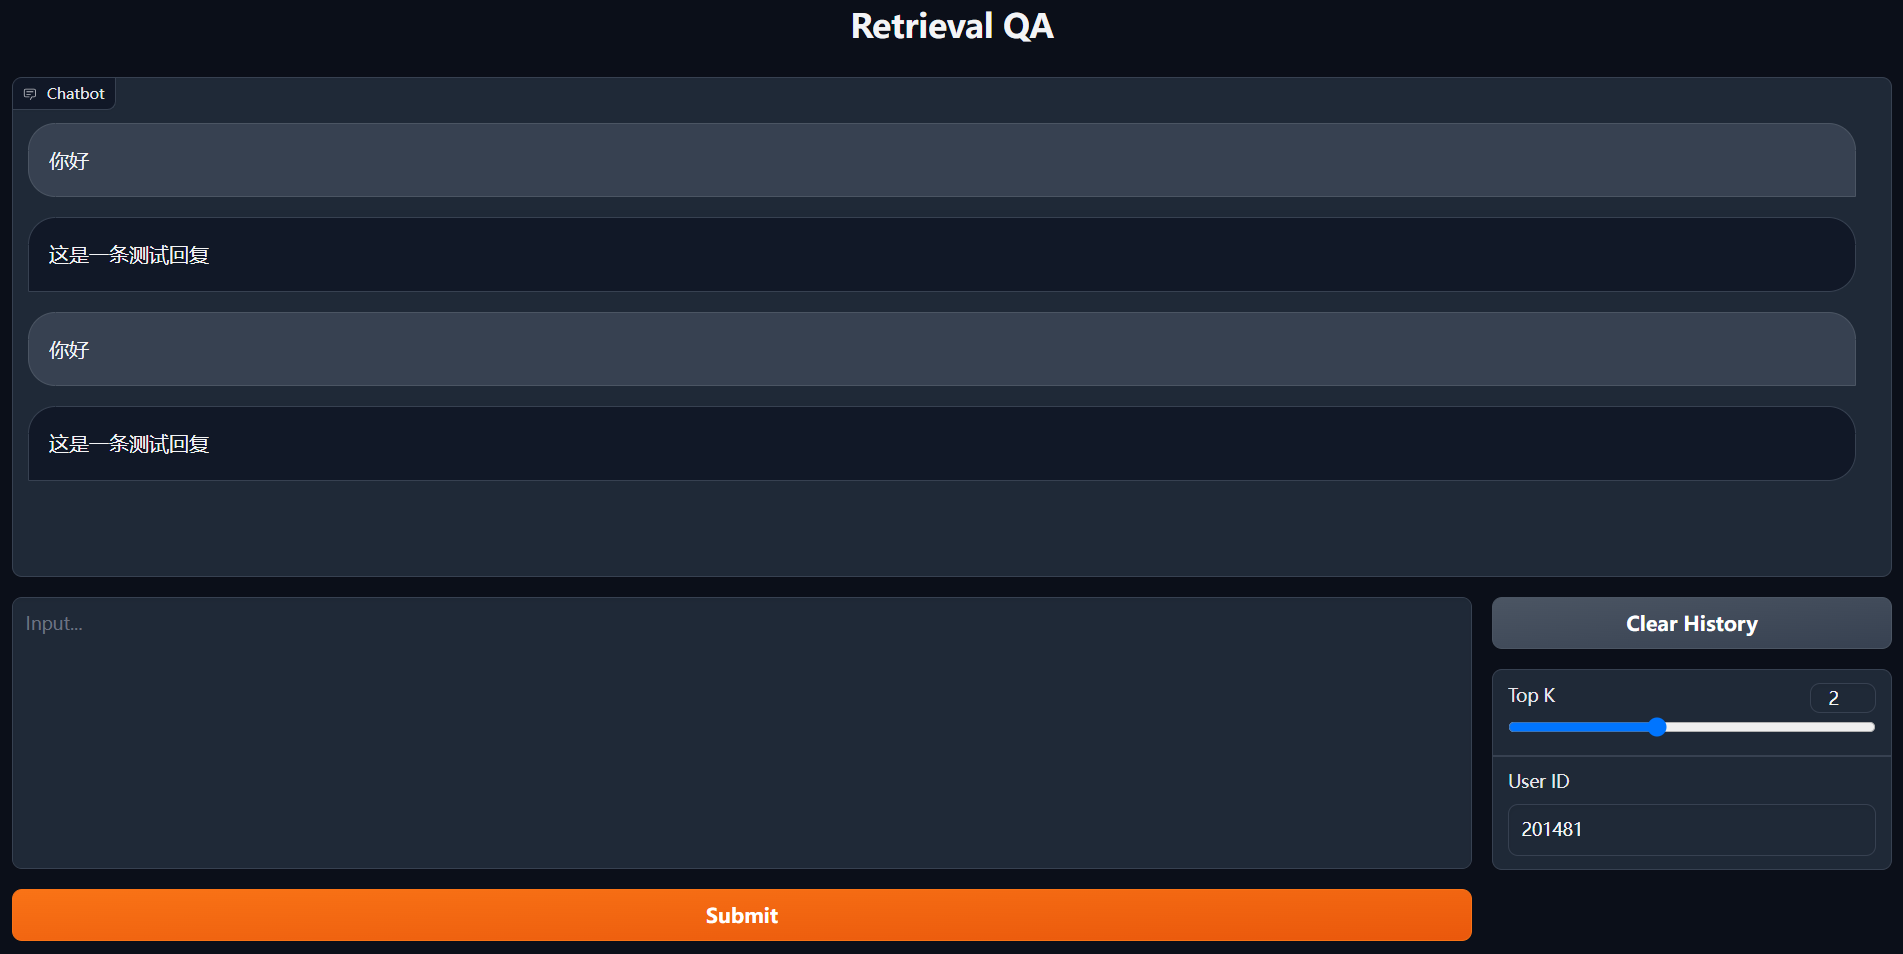 Retrieval QA
Chatbot
你好
这是一条测试回复
你好
这是一条测试回复
Input...
Clear History
Top K
2
User ID
201481
Submit